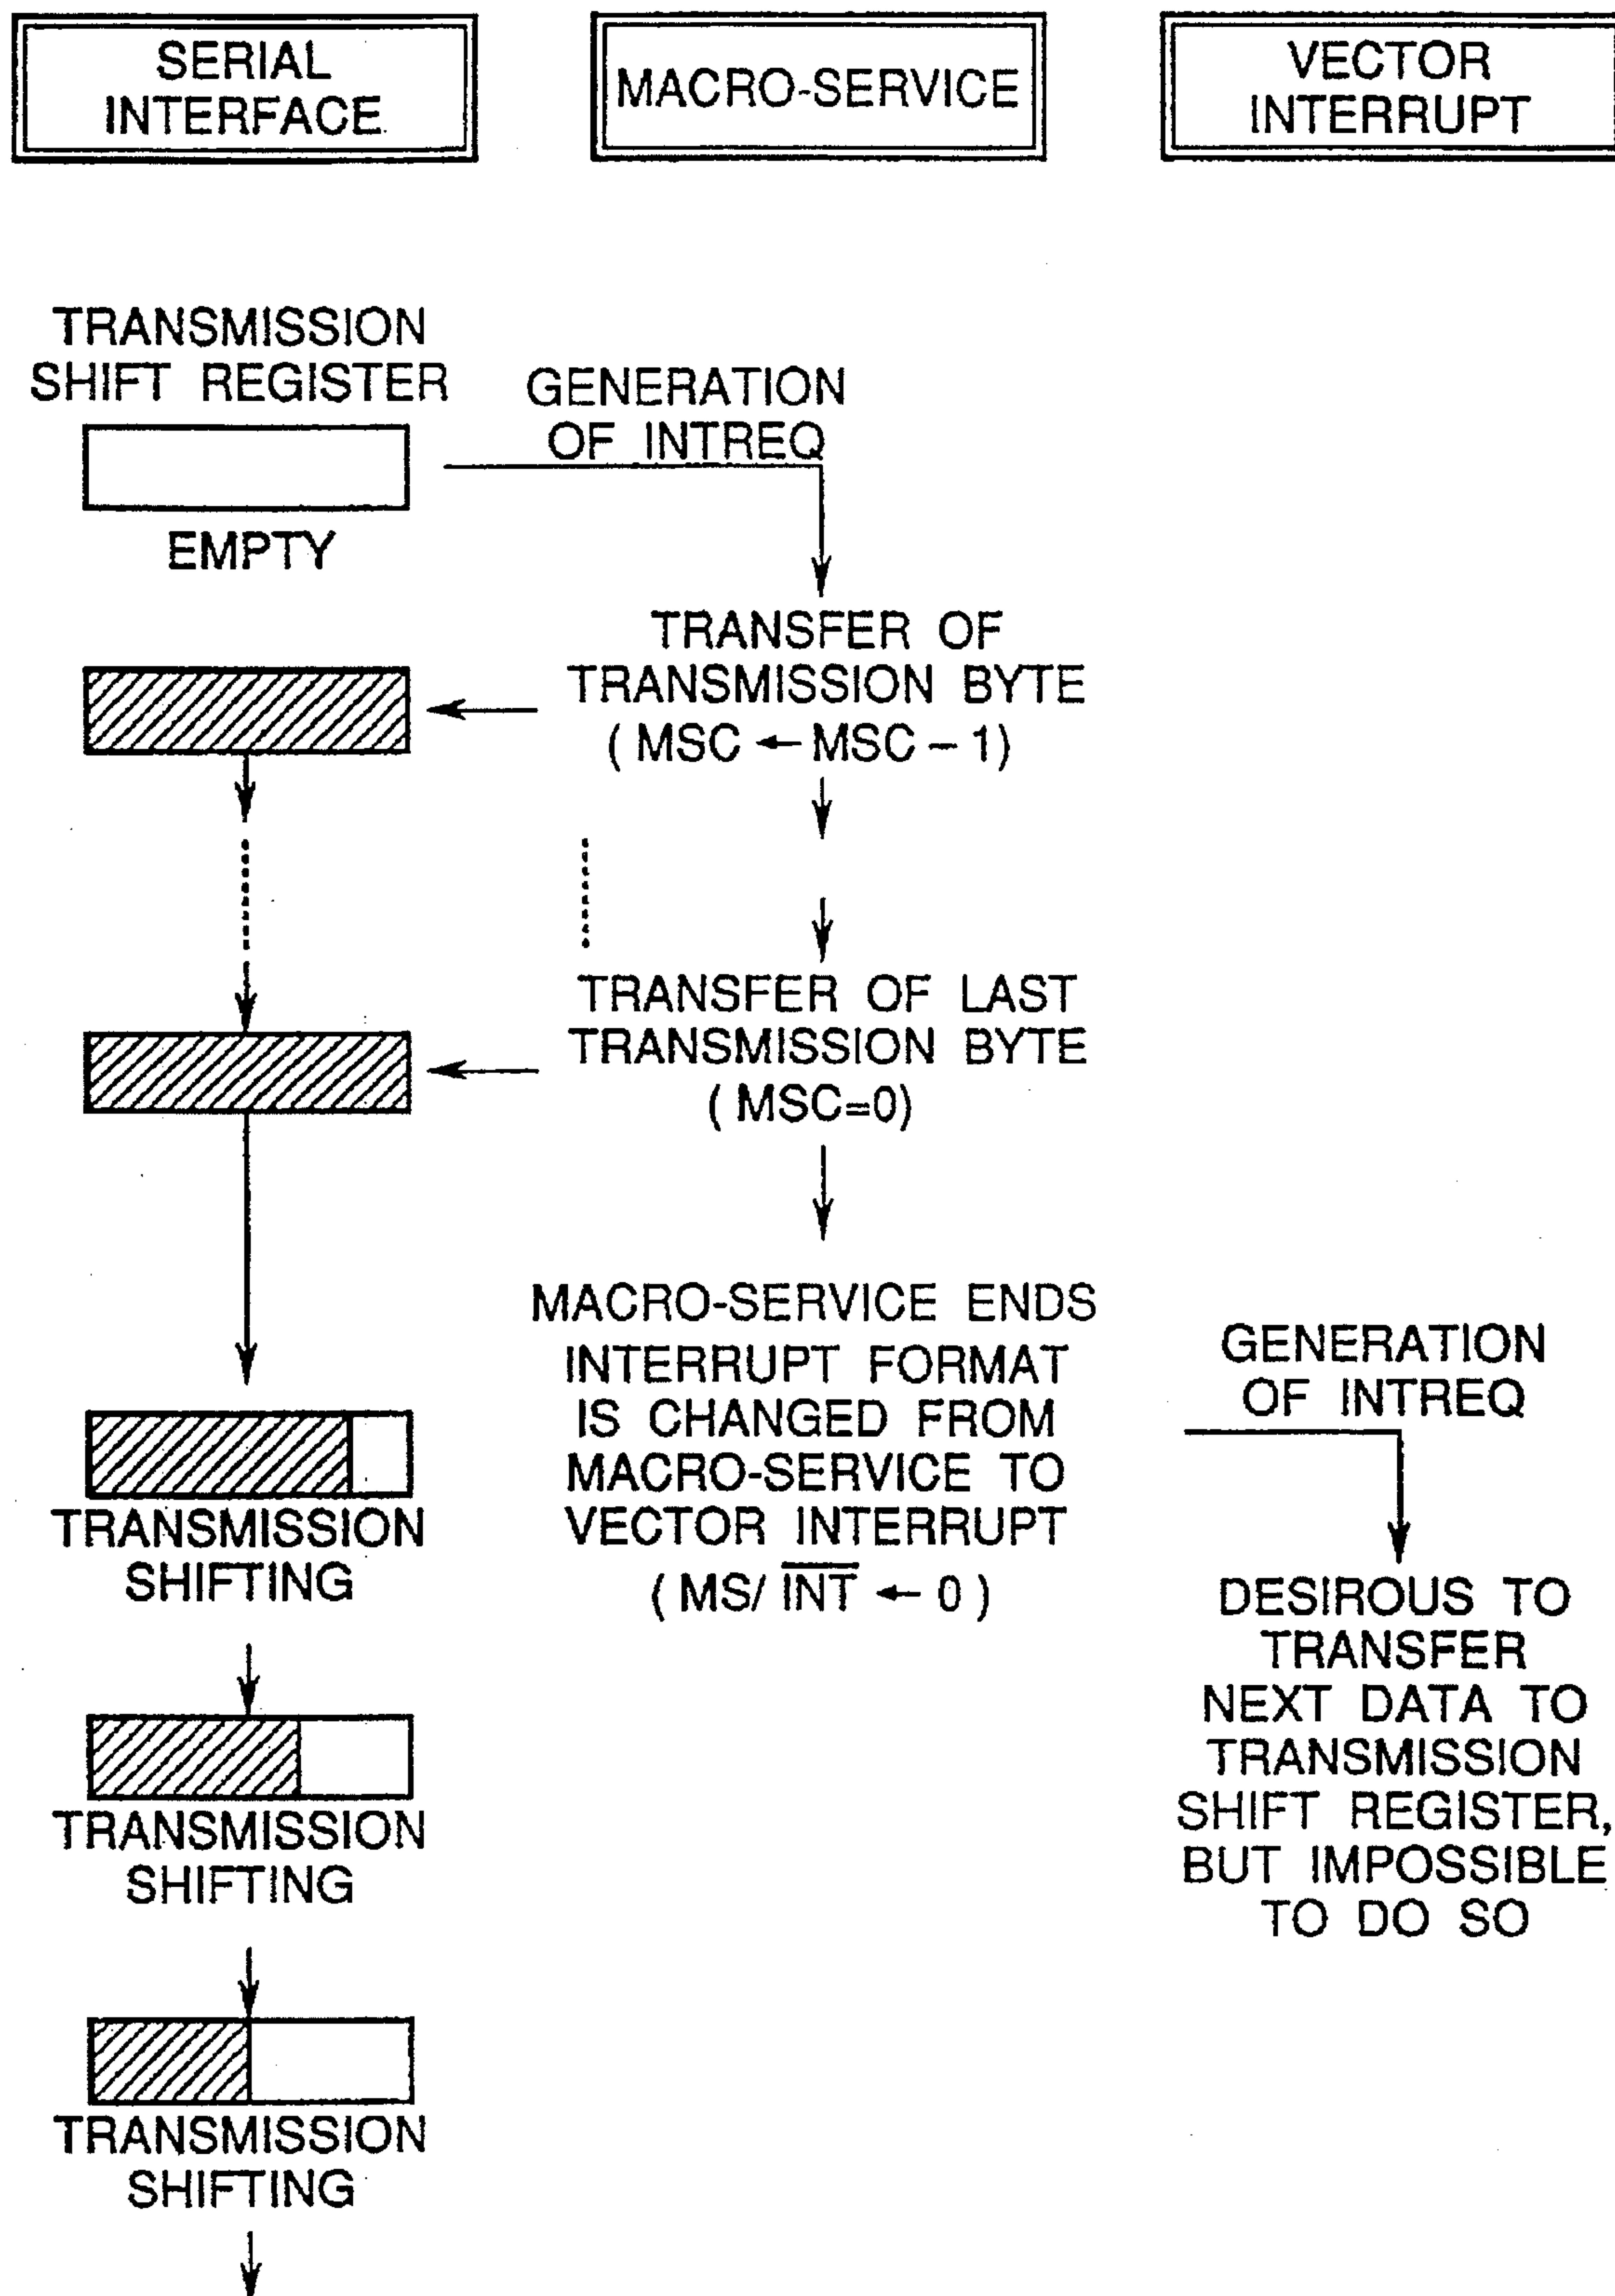 SERIAL
INTERFACE
MACRO-SERVICE
VECTOR
INTERRUPT
TRANSMISSION
SHIFT REGISTER
EMPTY
GENERATION
OF INTREQ
TRANSFER OF
TRANSMISSION BYTE
( MSC ← MSC – 1)
TRANSFER OF LAST
TRANSMISSION BYTE
( MSC=0)
MACRO-SERVICE ENDS
INTERRUPT FORMAT
IS CHANGED FROM
MACRO-SERVICE TO
VECTOR INTERRUPT
( MS/ I̅N̅T̅ ← 0 )
GENERATION
OF INTREQ
DESIROUS TO
TRANSFER
NEXT DATA TO
TRANSMISSION
SHIFT REGISTER,
BUT IMPOSSIBLE
TO DO SO
TRANSMISSION
SHIFTING
TRANSMISSION
SHIFTING
TRANSMISSION
SHIFTING